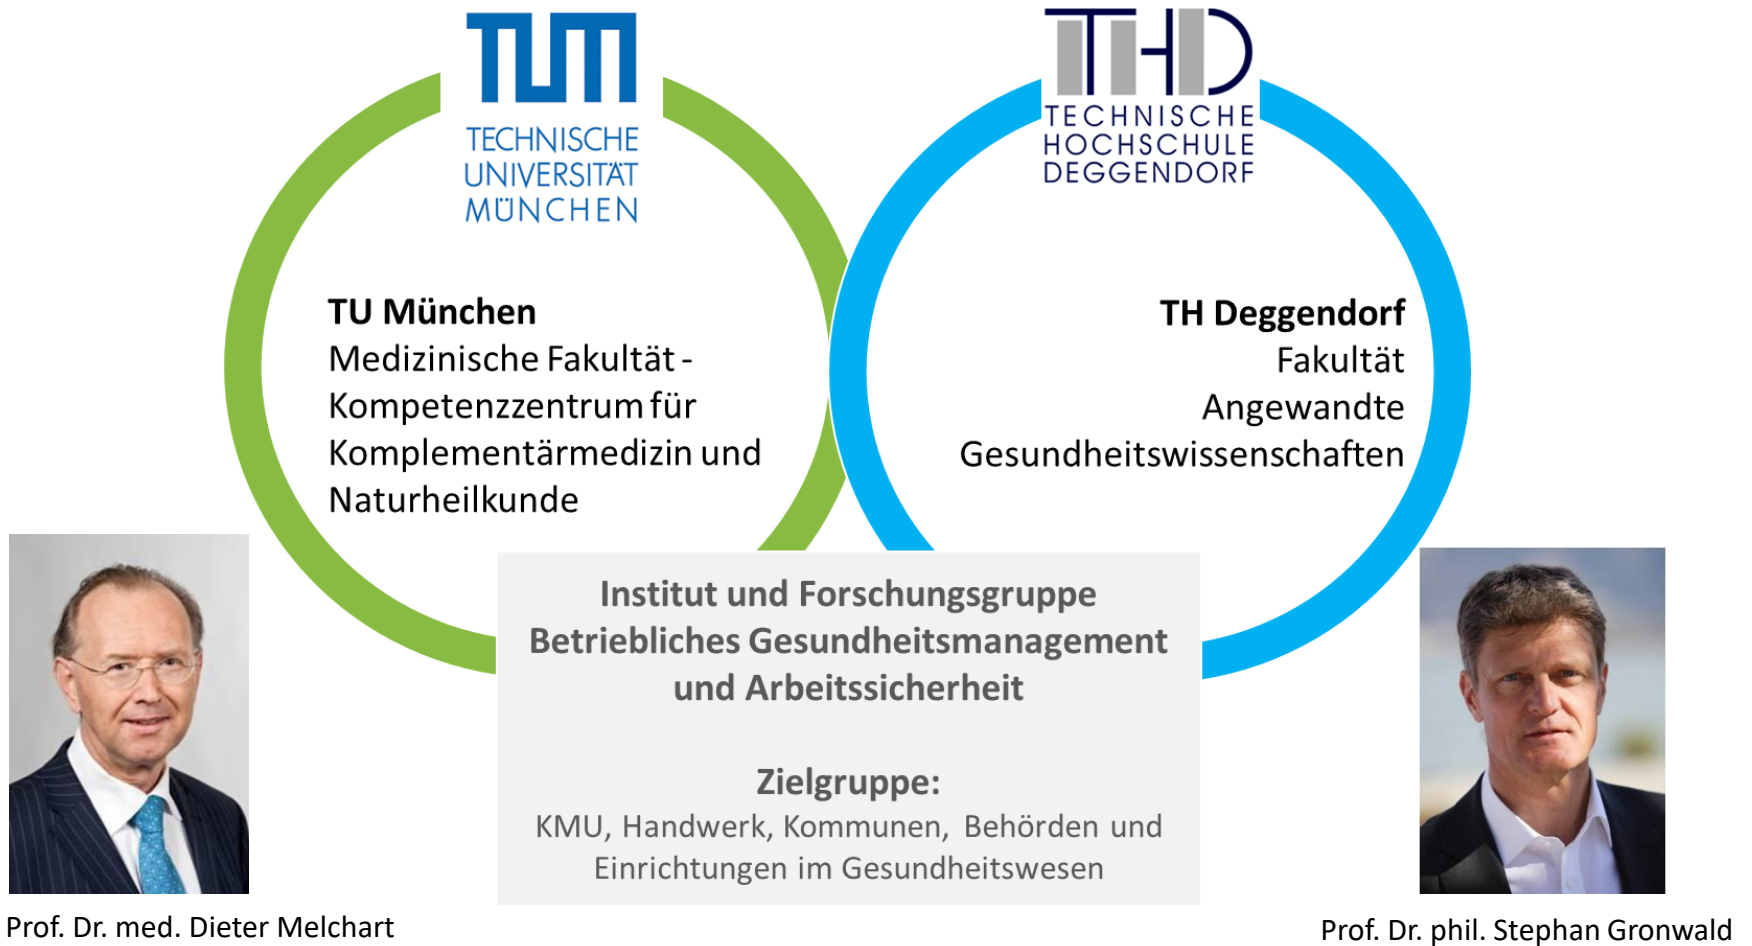 TUM
TECHNISCHE
UNIVERSITÄT
MÜNCHEN
THD
TECHNISCHE
HOCHSCHULE
DEGGENDORF
TU München
Medizinische Fakultät -
Kompetenzzentrum für
Komplementärmedizin und
Naturheilkunde
TH Deggendorf
Fakultät
Angewandte
Gesundheitswissenschaften
Institut und Forschungsgruppe
Betriebliches Gesundheitsmanagement
und Arbeitssicherheit
Zielgruppe:
KMU, Handwerk, Kommunen, Behörden und
Einrichtungen im Gesundheitswesen
Prof. Dr. med. Dieter Melchart
Prof. Dr. phil. Stephan Gronwald